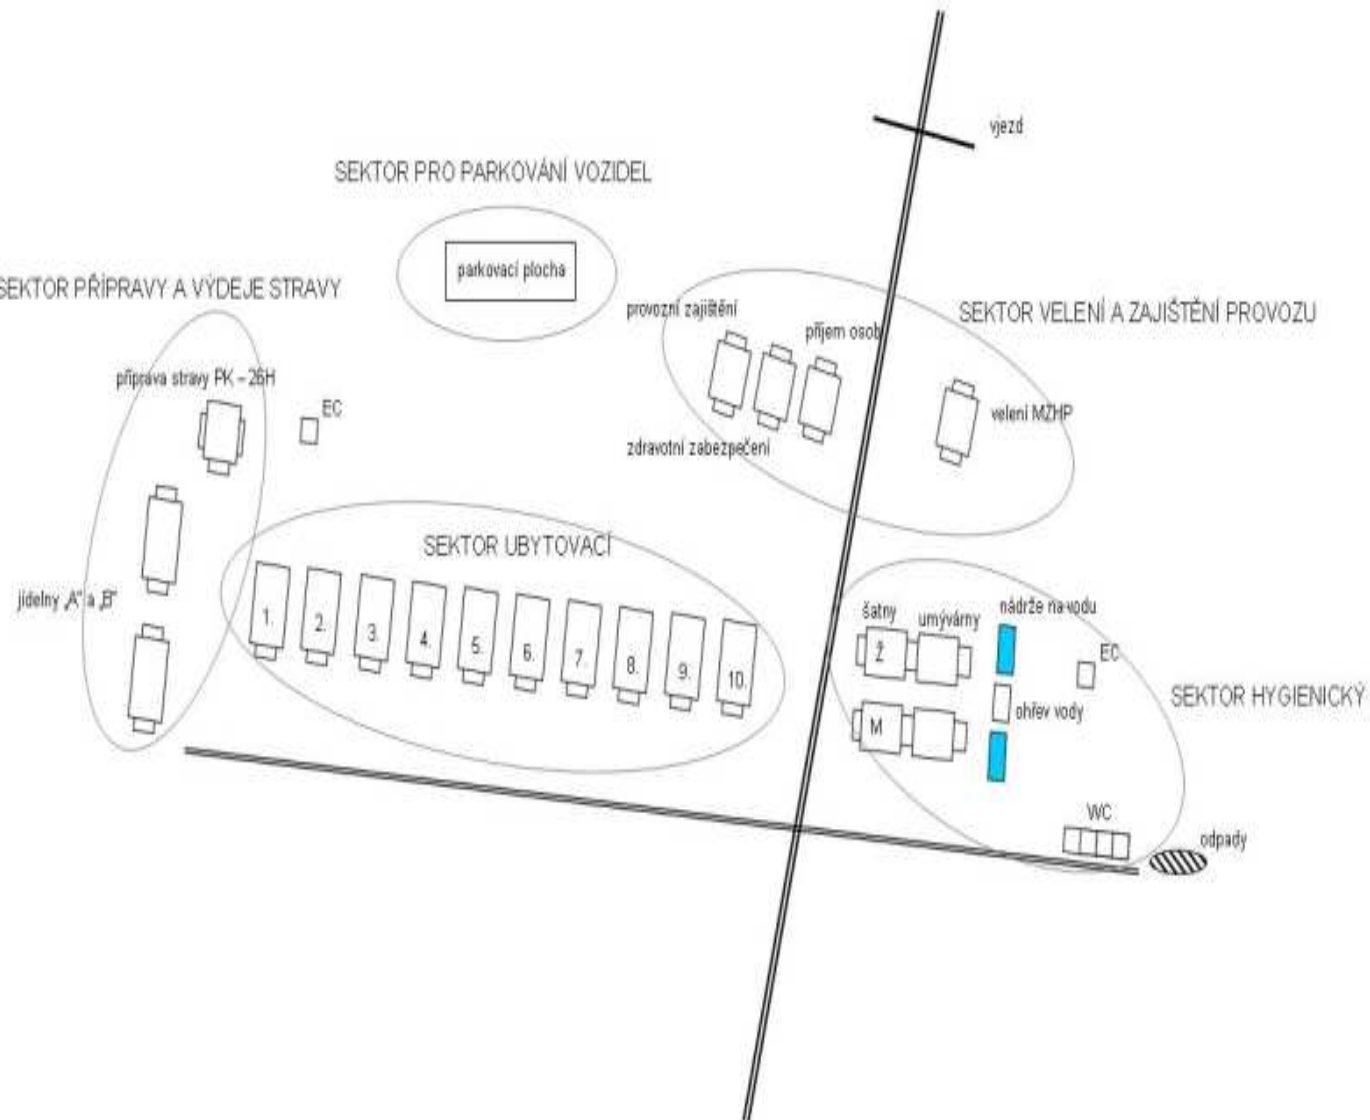 vjezd
SEKTOR PRO PARKOVÁNÍ VOZIDEL
parkovací plocha
SEKTOR PŘÍPRAVY A VÝDEJE STRAVY
SEKTOR VELENÍ A ZAJIŠTĚNÍ PROVOZU
provozní zajištění
příjem osob
příprava stravy PK – 26H
EC
velení MZHP
zdravotní zabezpečení
SEKTOR UBYTOVACÍ
jídelny „A" a „B"
1.
2.
3.
4.
5.
6.
7.
8.
9.
10.
šatny
umývárny
nádrže na vodu
Ž
EC
SEKTOR HYGIENICKÝ
M
ohřev vody
WC
odpady